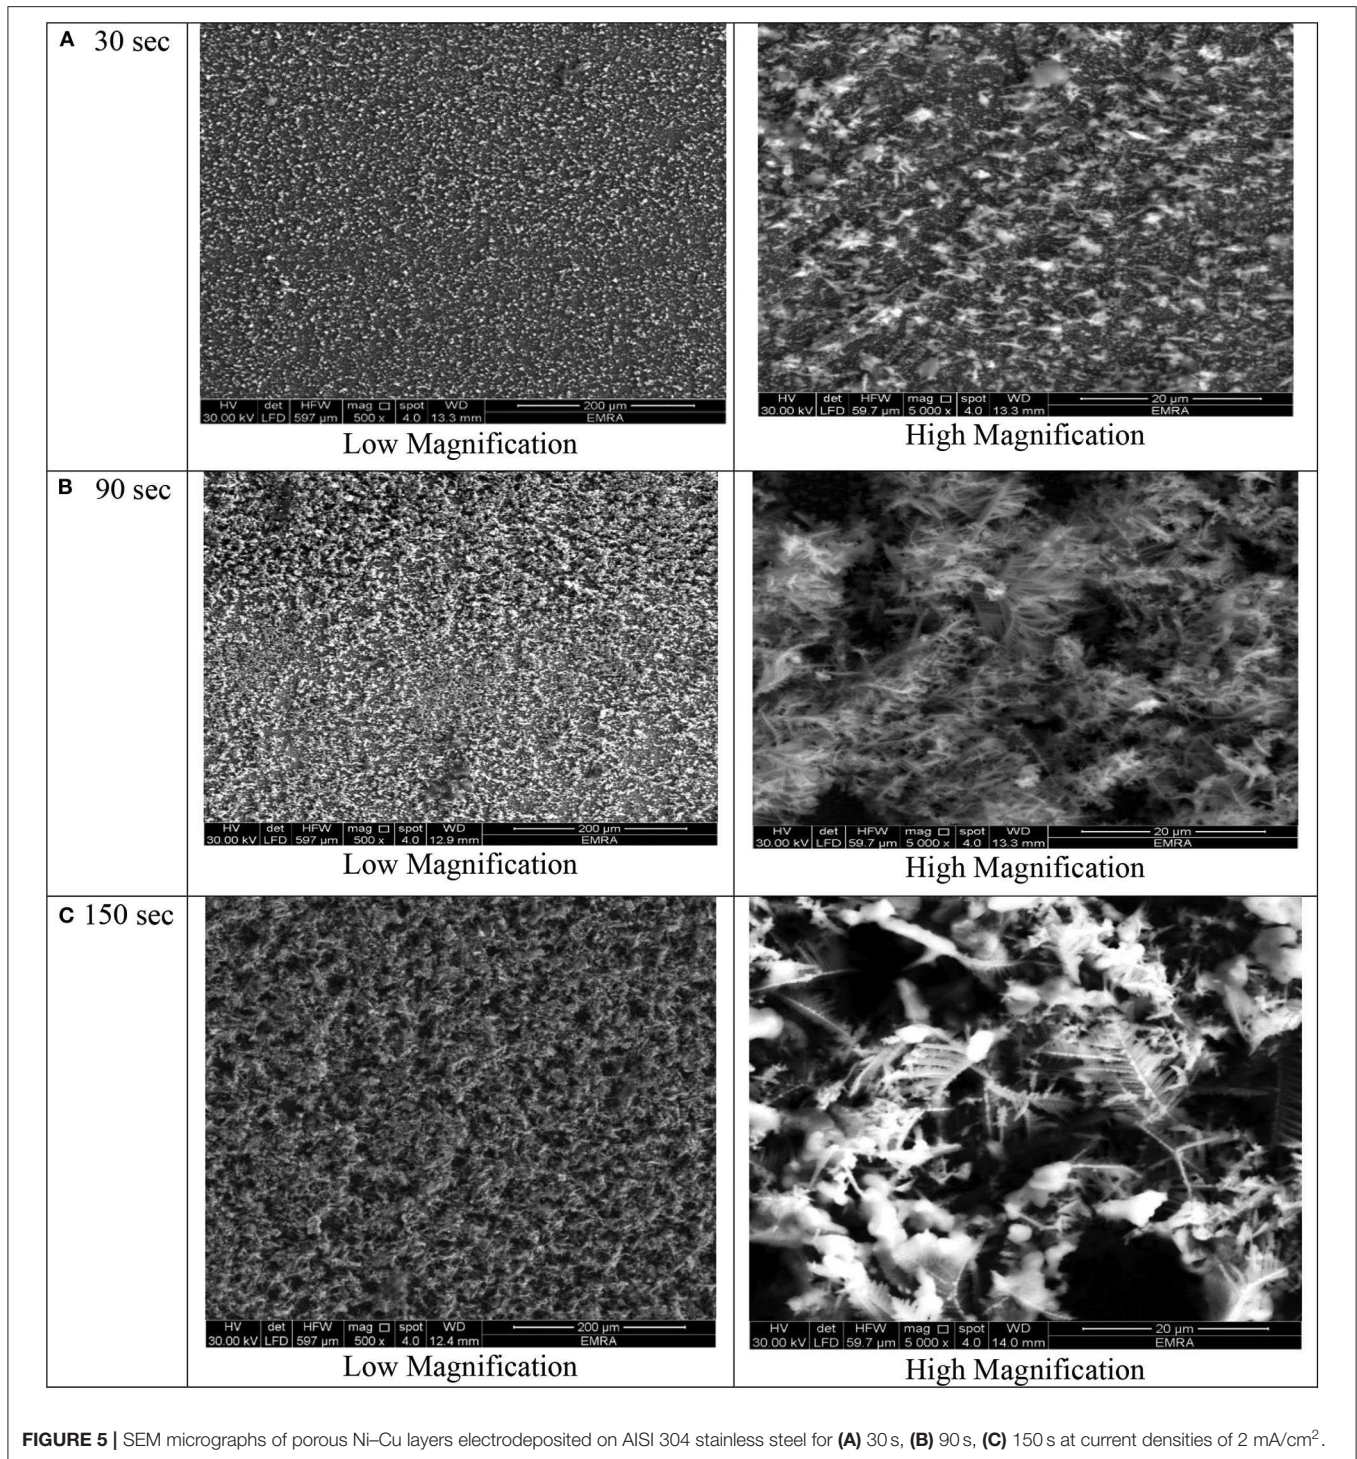 A 30 sec
HV det HFW mag □ spot WD 200 µm
30.00 kV LFD 597 µm 500 x 4.0 13.3 mm EMRA
Low Magnification
HV det HFW mag □ spot WD 20 µm
30.00 kV LFD 59.7 µm 5 000 x 4.0 13.3 mm EMRA
High Magnification
B 90 sec
HV det HFW mag □ spot WD 200 µm
30.00 kV LFD 597 µm 500 x 4.0 12.9 mm EMRA
Low Magnification
HV det HFW mag □ spot WD 20 µm
30.00 kV LFD 59.7 µm 5 000 x 4.0 13.3 mm EMRA
High Magnification
C 150 sec
HV det HFW mag □ spot WD 200 µm
30.00 kV LFD 597 µm 500 x 4.0 12.4 mm EMRA
Low Magnification
HV det HFW mag □ spot WD 20 µm
30.00 kV LFD 59.7 µm 5 000 x 4.0 14.0 mm EMRA
High Magnification
FIGURE 5 | SEM micrographs of porous Ni–Cu layers electrodeposited on AISI 304 stainless steel for (A) 30 s, (B) 90 s, (C) 150 s at current densities of 2 mA/cm².